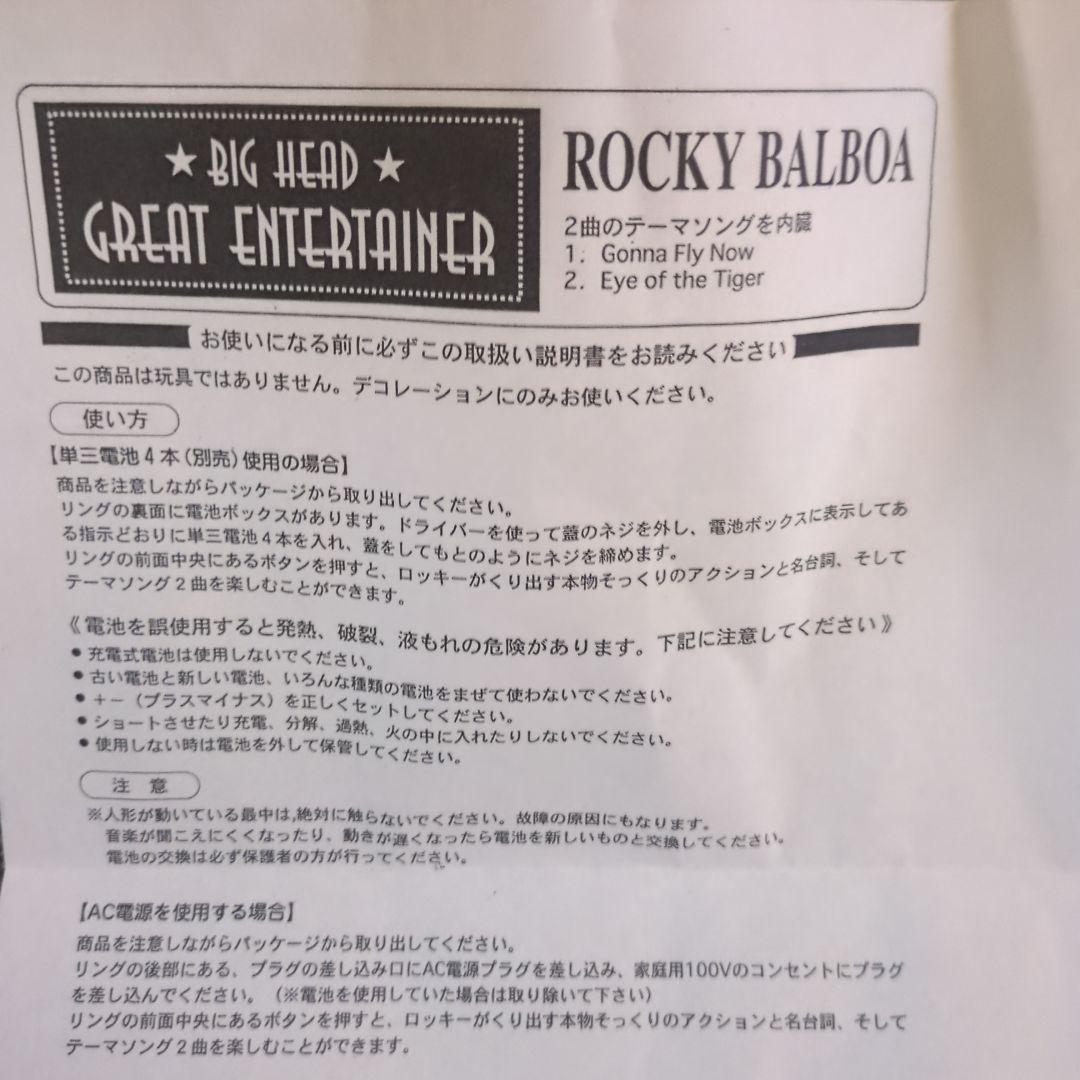 ★ BIG HEAD ★
GREAT ENTERTAINER
ROCKY BALBOA
2曲のテーマソングを内臓
1. Gonna Fly Now
2. Eye of the Tiger
お使いになる前に必ずこの取扱い説明書をお読みください
この商品は玩具ではありません。デコレーションにのみお使いください。
使い方
【単三電池4本(別売)使用の場合】
商品を注意しながらパッケージから取り出してください。
リングの裏面に電池ボックスがあります。ドライバーを使って蓋のネジを外し、電池ボックスに表示してあ
る指示どおりに単三電池4本を入れ、蓋をしてもとのようにネジを締めます。
リングの前面中央にあるボタンを押すと、ロッキーがくり出す本物そっくりのアクションと名台詞、そして
テーマソング2曲を楽しむことができます。
《電池を誤使用すると発熱、破裂、液もれの危険があります。下記に注意してください》
●充電式電池は使用しないでください。
●古い電池と新しい電池、いろんな種類の電池をまぜて使わないでください。
●+−(プラスマイナス)を正しくセットしてください。
●ショートさせたり充電、分解、過熱、火の中に入れたりしないでください。
●使用しない時は電池を外して保管してください。
注 意
※人形が動いている最中は,絶対に触らないでください。故障の原因にもなります。
音楽が聞こえにくくなったり、動きが遅くなったら電池を新しいものと交換してください。
電池の交換は必ず保護者の方が行ってください。
【AC電源を使用する場合】
商品を注意しながらパッケージから取り出してください。
リングの後部にある、プラグの差し込み口にAC電源プラグを差し込み、家庭用100Vのコンセントにプラグ
を差し込んでください。(※電池を使用していた場合は取り除いて下さい)
リングの前面中央にあるボタンを押すと、ロッキーがくり出す本物そっくりのアクションと名台詞、そして
テーマソング2曲を楽しむことができます。